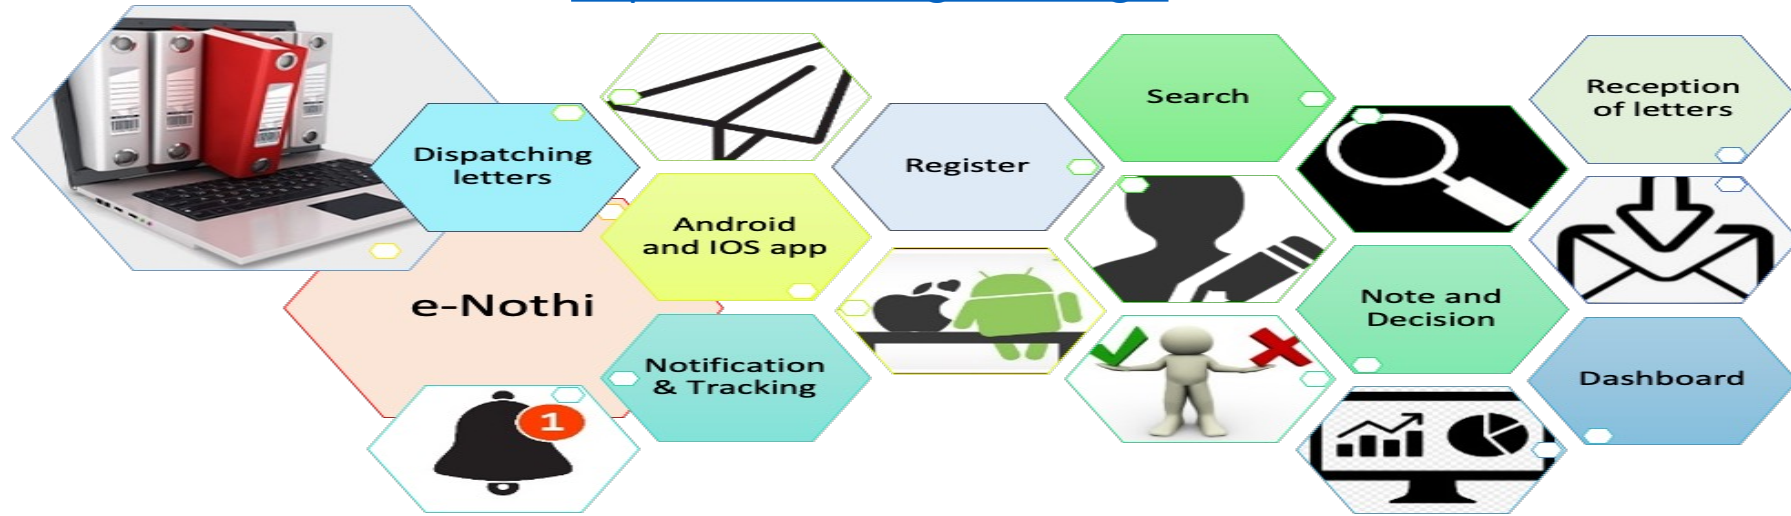 Dispatching
letters
e-Nothi
Android
and IOS app
Notification
& Tracking
1
Register
Search
Note and
Decision
Reception
of letters
Dashboard